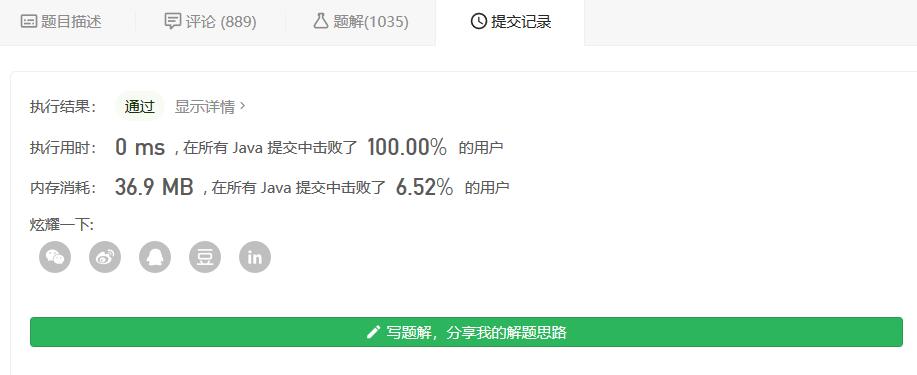 题目描述 评论 (889) 题解(1035) 提交记录
执行结果： 通过 显示详情 >
执行用时： 0 ms , 在所有 Java 提交中击败了 100.00% 的用户
内存消耗： 36.9 MB , 在所有 Java 提交中击败了 6.52% 的用户
炫耀一下:
豆 in
写题解，分享我的解题思路